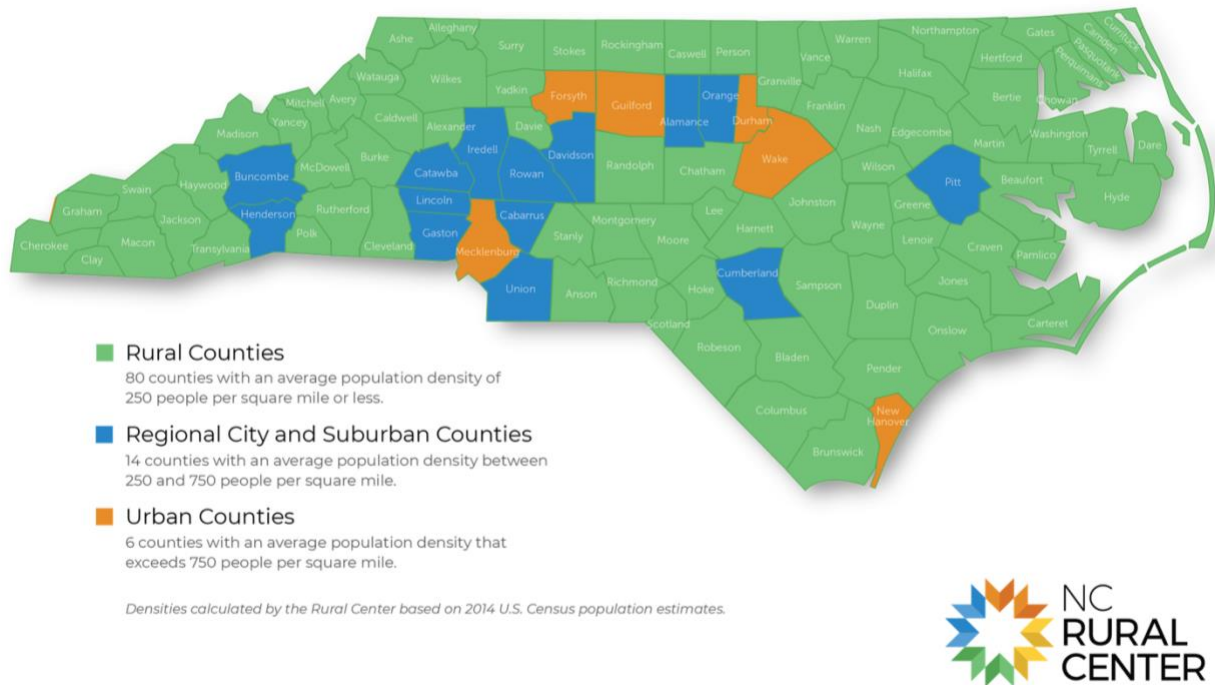 Alleghany
Ashe
Surry
Stokes
Rockingham
Caswell
Person
Vance
Warren
Northampton
Gates
Currituck
Camden
Pasquotank
Perquimans
Hertford
Granville
Halifax
Watauga
Wilkes
Yadkin
Forsyth
Guilford
Alamance
Orange
Durham
Franklin
Bertie
Chowan
Mitchell
Avery
Yancey
Caldwell
Alexander
Davie
Iredell
Davidson
Randolph
Chatham
Wake
Nash
Edgecombe
Martin
Washington
Tyrrell
Dare
Madison
Burke
McDowell
Buncombe
Haywood
Swain
Catawba
Rowan
Wilson
Pitt
Beaufort
Hyde
Graham
Jackson
Henderson
Rutherford
Lincoln
Cabarrus
Montgomery
Lee
Johnston
Greene
Cherokee
Macon
Clay
Transylvania
Polk
Cleveland
Gaston
Mecklenburg
Stanly
Moore
Harnett
Wayne
Lenoir
Craven
Pamlico
Union
Anson
Richmond
Hoke
Cumberland
Sampson
Duplin
Jones
Carteret
Scotland
Robeson
Bladen
Onslow
Pender
Columbus
New
Hanover
Brunswick
Rural Counties
80 counties with an average population density of
250 people per square mile or less.
Regional City and Suburban Counties
14 counties with an average population density between
250 and 750 people per square mile.
Urban Counties
6 counties with an average population density that
exceeds 750 people per square mile.
Densities calculated by the Rural Center based on 2014 U.S. Census population estimates.
NC
RURAL
CENTER